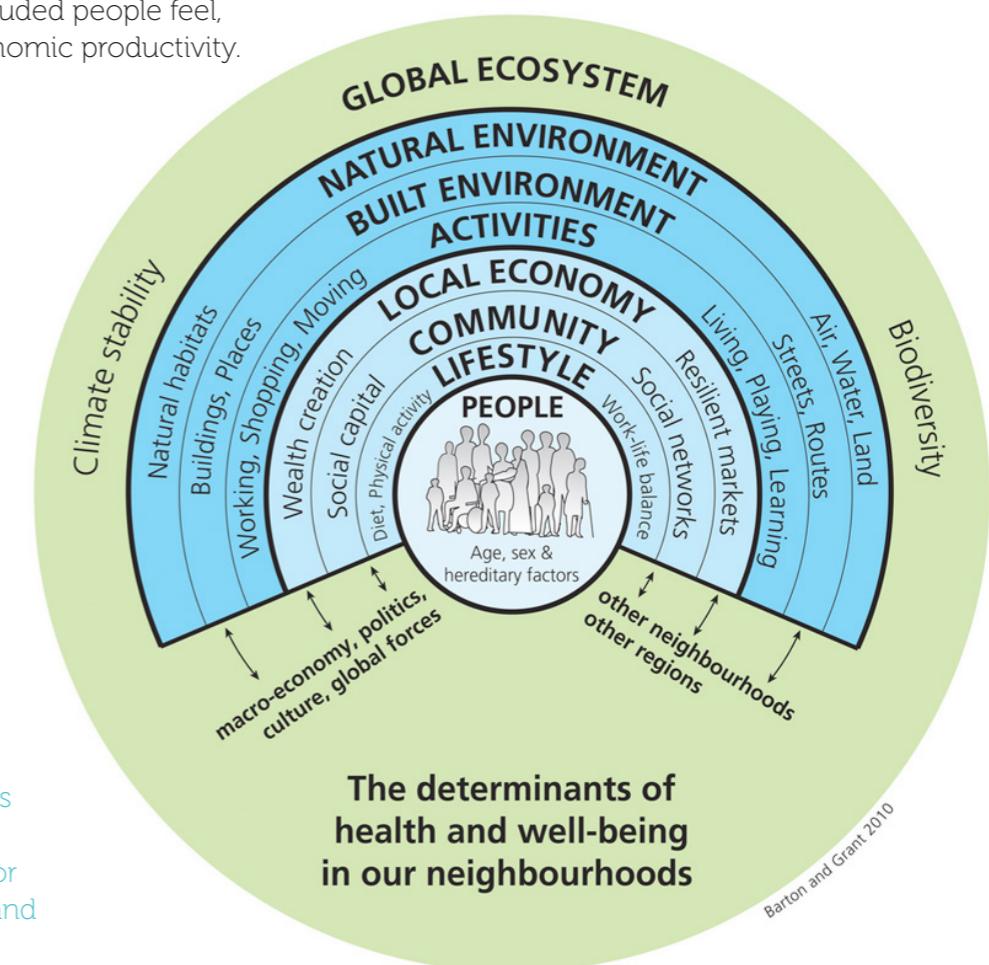 uded people feel,
nomic productivity.
GLOBAL ECOSYSTEM
NATURAL ENVIRONMENT
BUILT ENVIRONMENT
ACTIVITIES
LOCAL ECONOMY
COMMUNITY
LIFESTYLE
PEOPLE
Age, sex &
hereditary factors
Climate stability
Natural habitats
Buildings, Places
Working, Shopping, Moving
Wealth creation
Social capital
Diet, Physical activity
Work-life balance
Social networks
Resilient markets
Living, Playing, Learning
Streets, Routes
Air, Water, Land
Biodiversity
macro-economy, politics,
culture, global forces
other neighbourhoods
other regions
The determinants of
health and well-being
in our neighbourhoods
Barton and Grant 2010
s
or
and